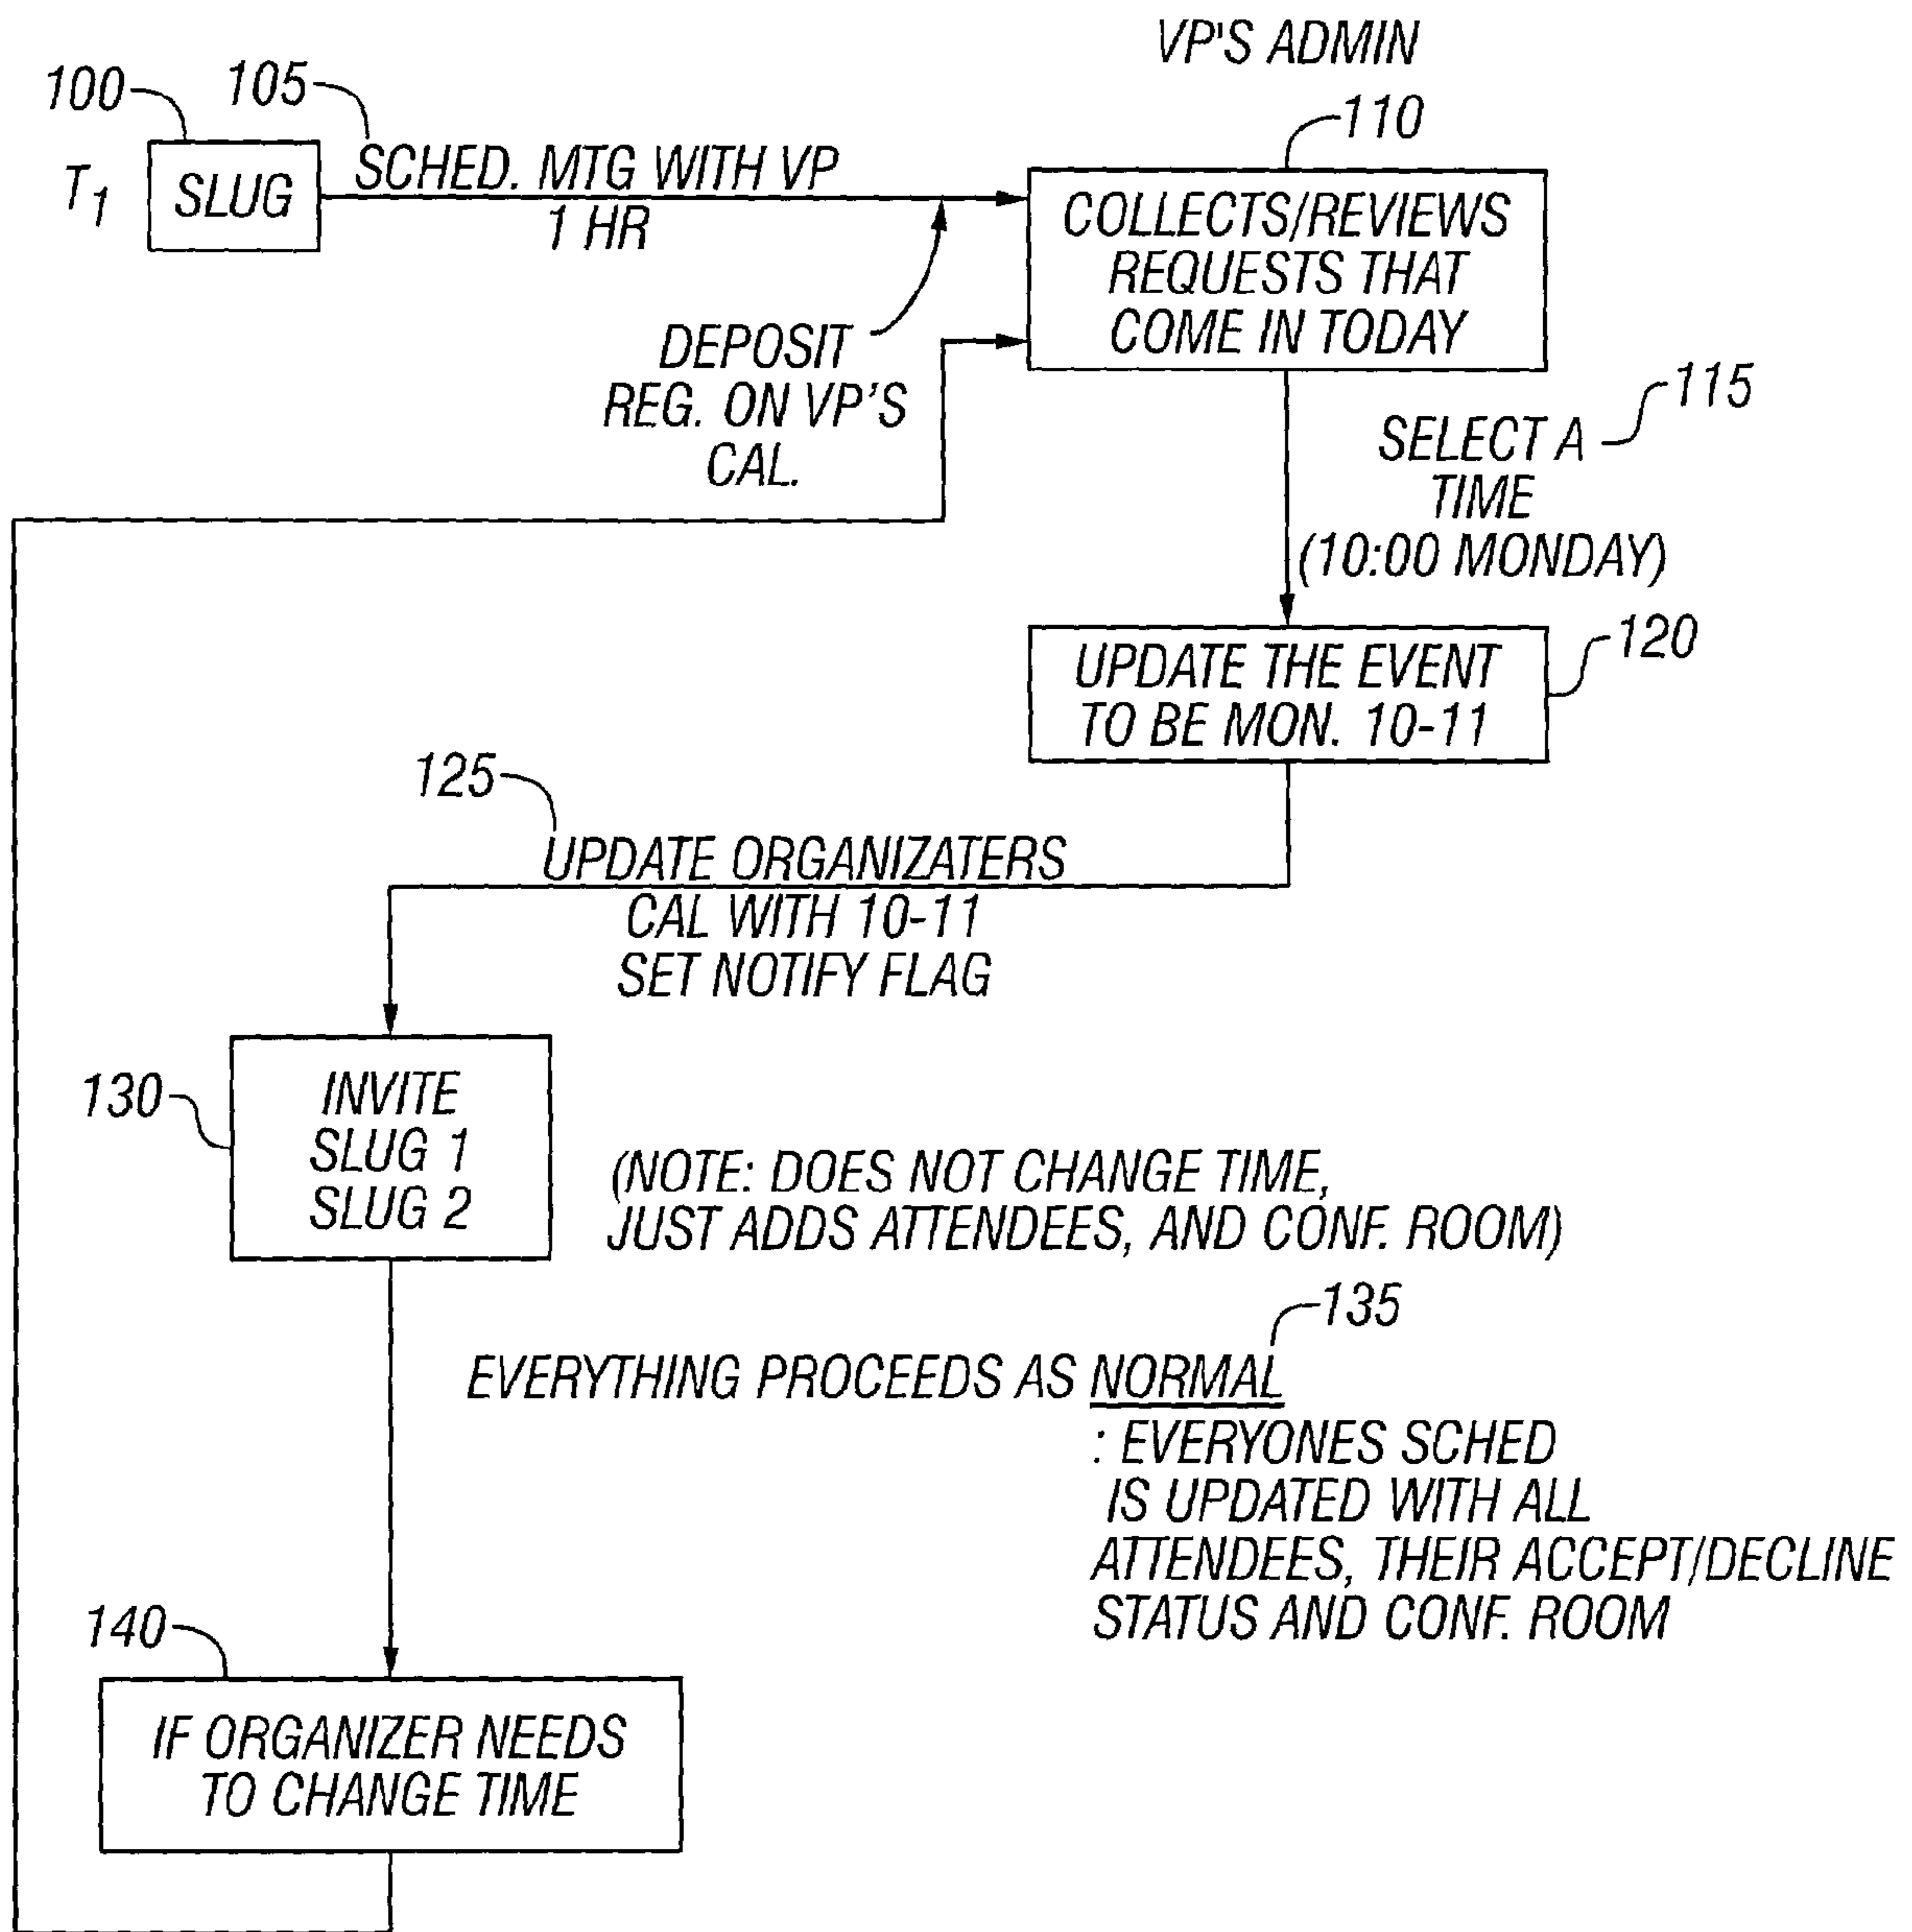 VP'S ADMIN
100
105
110
T1
SLUG
SCHED. MTG WITH VP
1 HR
COLLECTS/REVIEWS
REQUESTS THAT
COME IN TODAY
DEPOSIT
REG. ON VP'S
CAL.
115
SELECT A
TIME
(10:00 MONDAY)
120
UPDATE THE EVENT
TO BE MON. 10-11
125
UPDATE ORGANIZATERS
CAL WITH 10-11
SET NOTIFY FLAG
130
INVITE
SLUG 1
SLUG 2
(NOTE: DOES NOT CHANGE TIME,
JUST ADDS ATTENDEES, AND CONF. ROOM)
135
EVERYTHING PROCEEDS AS NORMAL
: EVERYONES SCHED
IS UPDATED WITH ALL
ATTENDEES, THEIR ACCEPT/DECLINE
STATUS AND CONF. ROOM
140
IF ORGANIZER NEEDS
TO CHANGE TIME